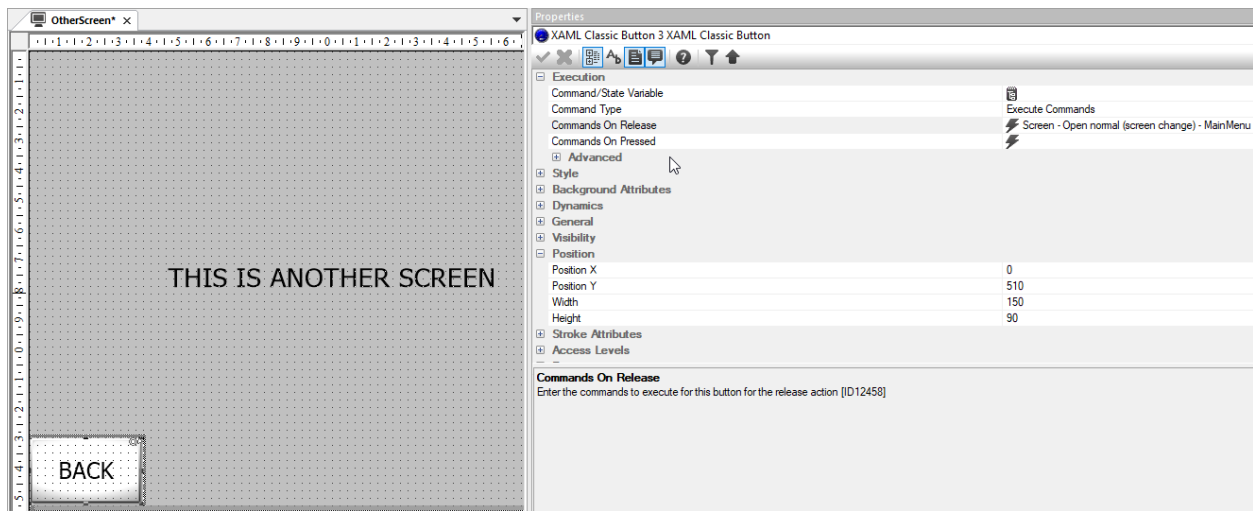 OtherScreen*
Properties
XAML Classic Button 3 XAML Classic Button
Execution
Command/State Variable
Command Type Execute Commands
Commands On Release Screen - Open normal (screen change) - MainMenu
Commands On Pressed
Advanced
Style
Background Attributes
Dynamics
General
Visibility
Position
Position X 0
Position Y 510
Width 150
Height 90
Stroke Attributes
Access Levels
Commands On Release
Enter the commands to execute for this button for the release action [ID12458]
THIS IS ANOTHER SCREEN
BACK